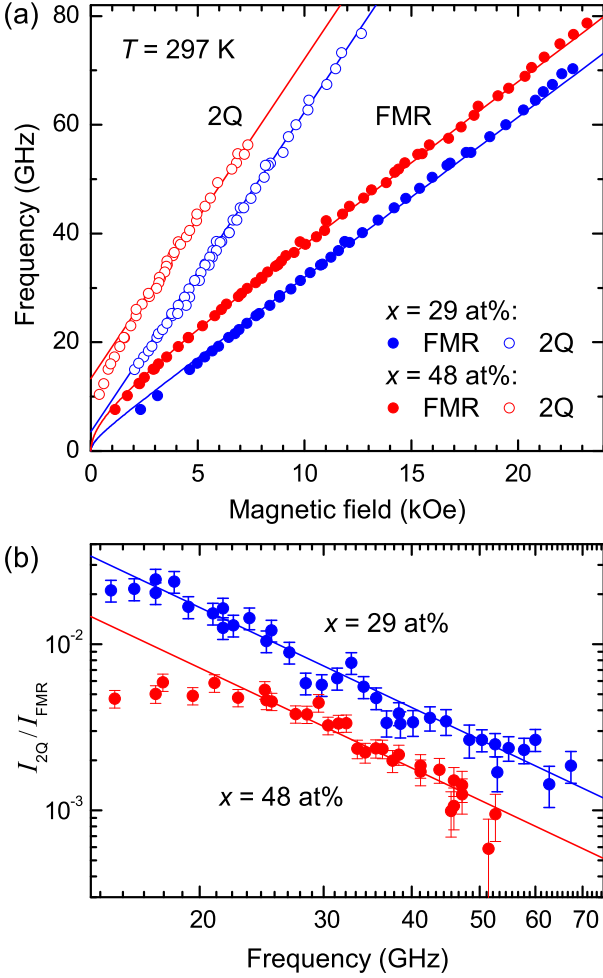 (a)
80
60
40
20
0
Frequency (GHz)
T = 297 K
2Q
FMR
x = 29 at%:
FMR 2Q
x = 48 at%:
FMR 2Q
0 5 10 15 20
Magnetic field (kOe)
(b)
10⁻²
10⁻³
I2Q / IFMR
x = 29 at%
x = 48 at%
20 30 40 50 60 70
Frequency (GHz)